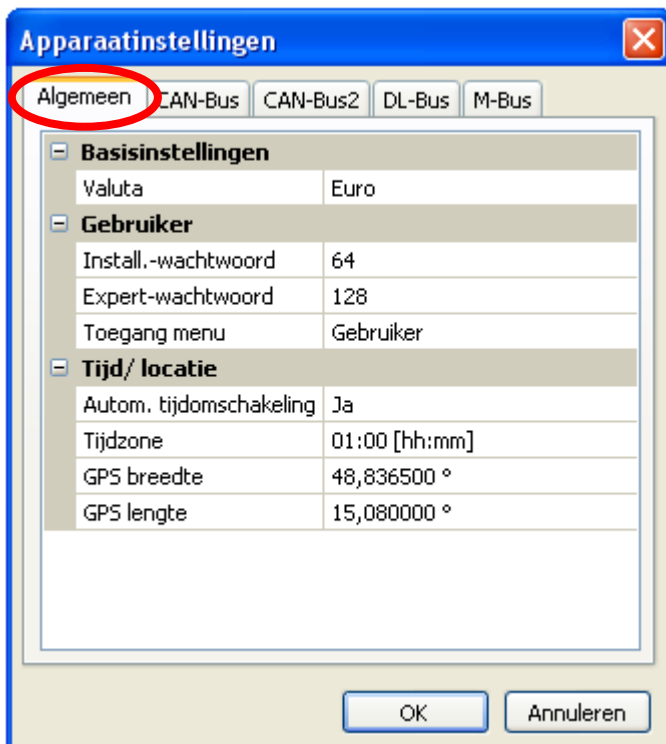 Apparaatinstellingen
Algemeen CAN-Bus CAN-Bus2 DL-Bus M-Bus
Basisinstellingen
Valuta Euro
Gebruiker
Install.-wachtwoord 64
Expert-wachtwoord 128
Toegang menu Gebruiker
Tijd/ locatie
Autom. tijdomschakeling Ja
Tijdzone 01:00 [hh:mm]
GPS breedte 48,836500 °
GPS lengte 15,080000 °
OK Annuleren